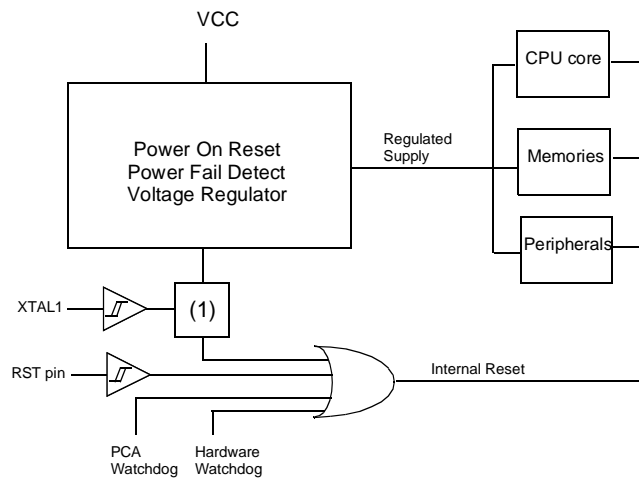 VCC
CPU core
Power On Reset
Power Fail Detect
Voltage Regulator
Regulated
Supply
Memories
Peripherals
XTAL1
(1)
RST pin
Internal Reset
PCA
Watchdog
Hardware
Watchdog